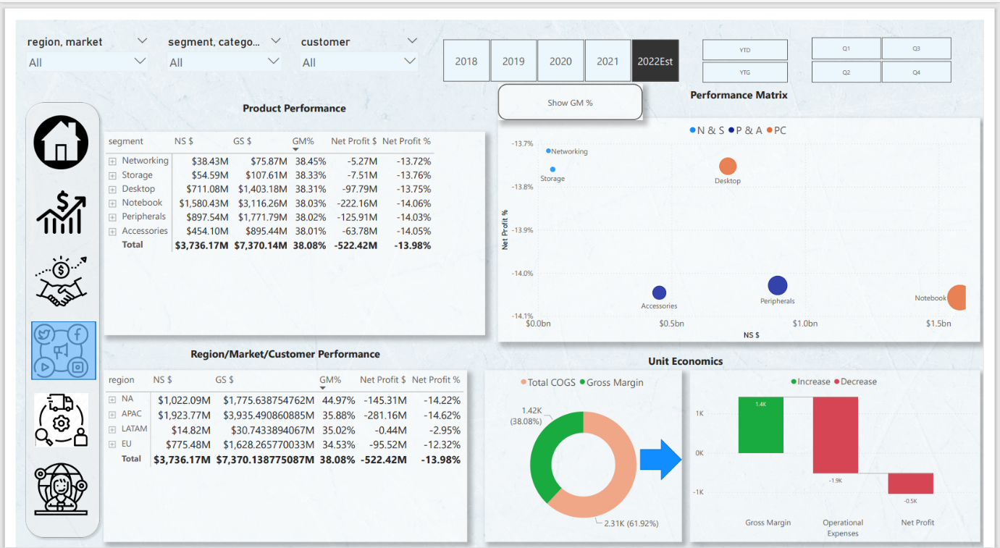 region, market segment, catego... customer
All All All
2018 2019 2020 2021 2022Est
YTD
YTG
Q1 Q3
Q2 Q4
Show GM %
Performance Matrix
Product Performance
segment NS $ GS $ GM% Net Profit $ Net Profit %
Networking $38.43M $75.87M 38.45% -5.27M -13.72%
Storage $54.59M $107.61M 38.33% -7.51M -13.76%
Desktop $711.08M $1,403.18M 38.31% -97.79M -13.75%
Notebook $1,580.43M $3,116.26M 38.03% -222.16M -14.06%
Peripherals $897.54M $1,771.79M 38.02% -125.91M -14.03%
Accessories $454.10M $895.44M 38.01% -63.78M -14.05%
Total $3,736.17M $7,370.14M 38.08% -522.42M -13.98%
N & S P & A PC
-13.7%
Networking
Storage
Desktop
-13.8%
Net Profit %
-13.9%
-14.0%
Accessories
Peripherals
Notebook
-14.1%
$0.0bn $0.5bn $1.0bn $1.5bn
NS $
Region/Market/Customer Performance
region NS $ GS $ GM% Net Profit $ Net Profit %
NA $1,022.09M $1,775.638754762M 44.97% -145.31M -14.22%
APAC $1,923.77M $3,935.490860885M 35.88% -281.16M -14.62%
LATAM $14.82M $30.7433894067M 35.02% -0.44M -2.95%
EU $775.48M $1,628.265770033M 34.53% -95.52M -12.32%
Total $3,736.17M $7,370.138775087M 38.08% -522.42M -13.98%
Unit Economics
Total COGS Gross Margin
1.42K
(38.08%)
2.31K (61.92%)
Increase Decrease
1K
0K
-1K
1.4K
-1.9K
-0.5K
Gross Margin Operational Net Profit
Expenses